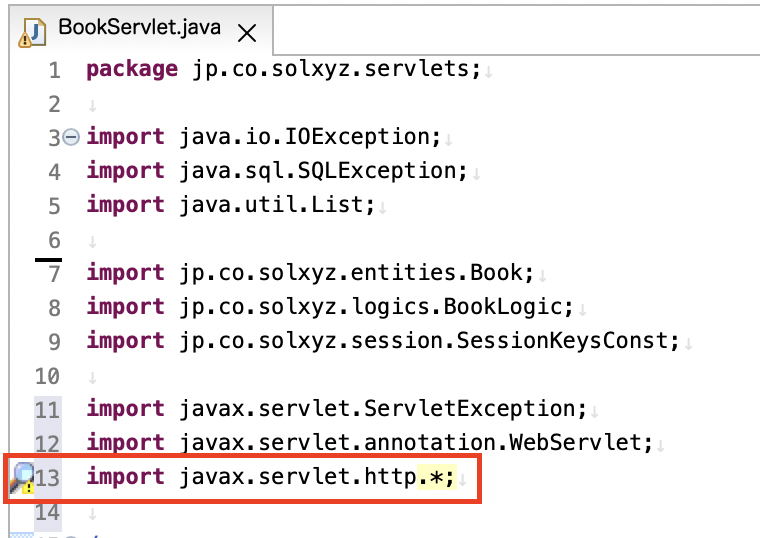 BookServlet.java
1 package jp.co.solxyz.servlets;↓
2 ↓
3 import java.io.IOException;↓
4 import java.sql.SQLException;↓
5 import java.util.List;↓
6 ↓
7 import jp.co.solxyz.entities.Book;↓
8 import jp.co.solxyz.logics.BookLogic;↓
9 import jp.co.solxyz.session.SessionKeysConst;↓
10 ↓
11 import javax.servlet.ServletException;↓
12 import javax.servlet.annotation.WebServlet;↓
13 import javax.servlet.http.*;↓
14 ↓